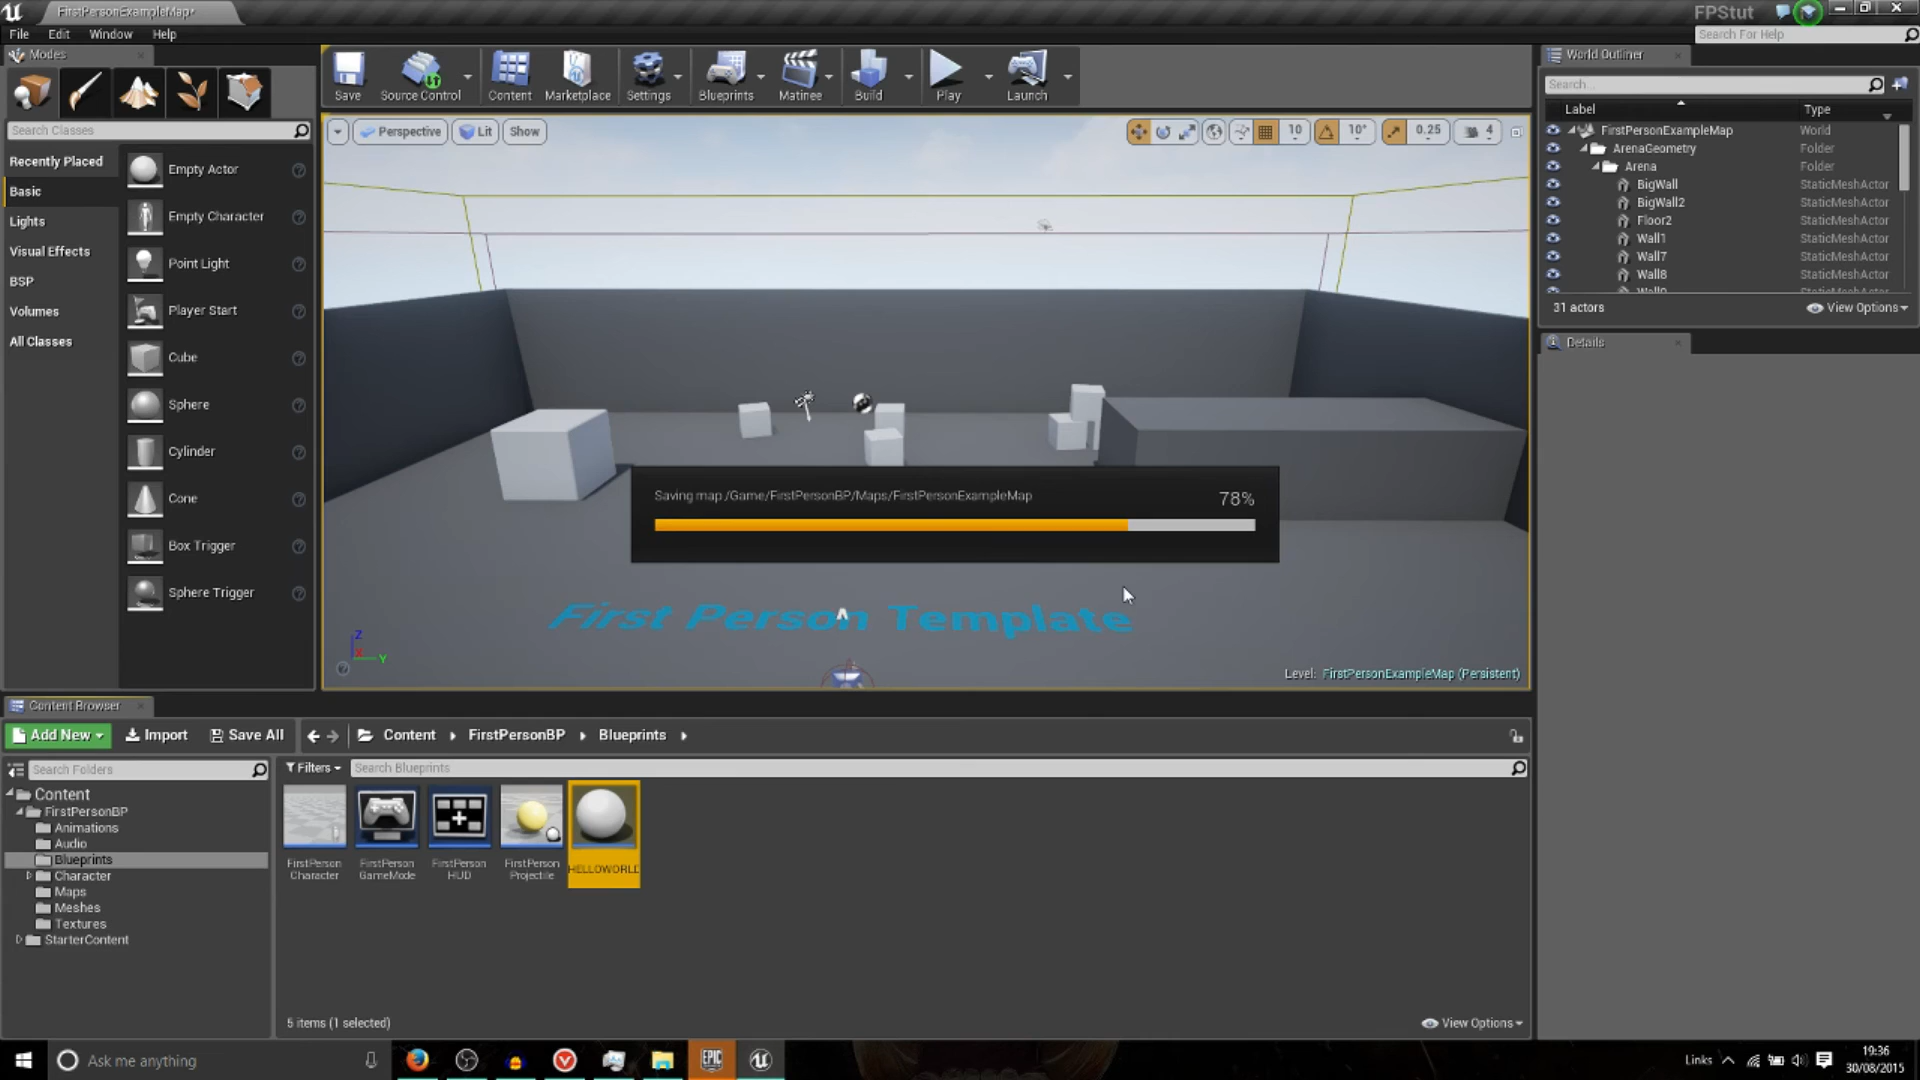 FirstPersonExampleMap*
FPStut
File Edit Window Help
Search For Help
Modes
Save Source Control Content Marketplace Settings Blueprints Matinee Build Play Launch
World Outliner
Search...
Label Type
Search Classes
Perspective Lit Show
10 10° 0.25 4
Recently Placed
Basic
Lights
Visual Effects
BSP
Volumes
All Classes
Empty Actor
Empty Character
Point Light
Player Start
Cube
Sphere
Cylinder
Cone
Box Trigger
Sphere Trigger
FirstPersonExampleMap World
ArenaGeometry Folder
Arena Folder
BigWall StaticMeshActor
BigWall2 StaticMeshActor
Floor2 StaticMeshActor
Wall1 StaticMeshActor
Wall7 StaticMeshActor
Wall8 StaticMeshActor
31 actors
View Options
Details
Saving map /Game/FirstPersonBP/Maps/FirstPersonExampleMap 78%
First Person Template
Z
X Y
Level: FirstPersonExampleMap (Persistent)
Content Browser
Add New Import Save All Content FirstPersonBP Blueprints
Search Folders
Filters Search Blueprints
Content
FirstPersonBP
Animations
Audio
Blueprints
Character
Maps
Meshes
Textures
StarterContent
FirstPerson Character
FirstPerson GameMode
FirstPerson HUD
FirstPerson Projectile
HELLOWORLD
5 items (1 selected)
View Options
Ask me anything
EPIC GAMES
Links
19:36
30/08/2015